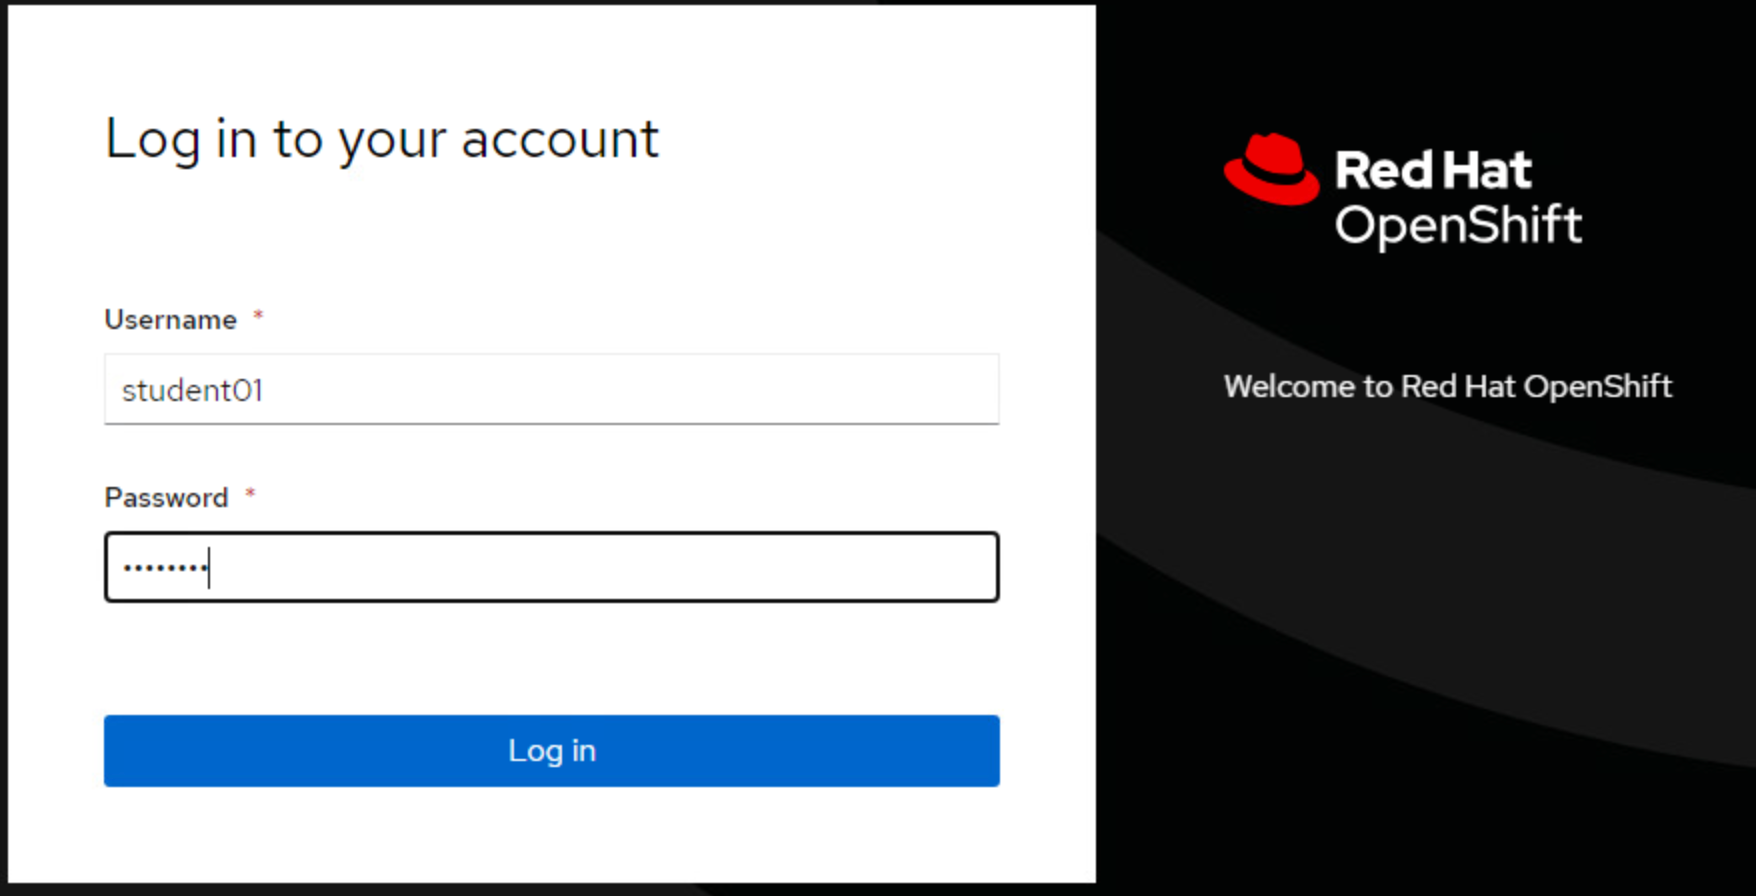 Log in to your account
Username *
student01
Password *
••••••••
Log in
Red Hat
OpenShift
Welcome to Red Hat OpenShift